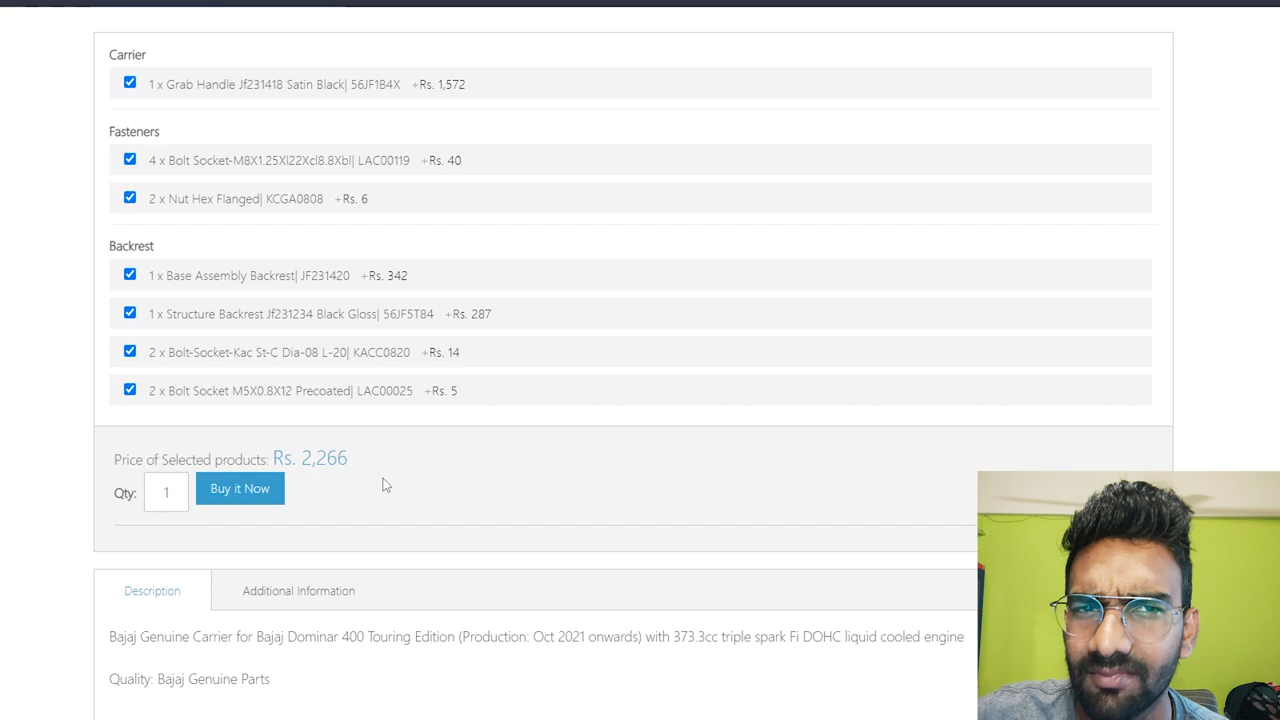 Carrier
1 x Grab Handle Jf231418 Satin Black| 56JF1B4X +Rs. 1,572
Fasteners
4 x Bolt Socket-M8X1.25Xl22Xcl8.8Xbl| LAC00119 +Rs. 40
2 x Nut Hex Flanged| KCGA0808 +Rs. 6
Backrest
1 x Base Assembly Backrest| JF231420 +Rs. 342
1 x Structure Backrest Jf231234 Black Gloss| 56JF5T84 +Rs. 287
2 x Bolt-Socket-Kac St-C Dia-08 L-20| KACC0820 +Rs. 14
2 x Bolt Socket M5X0.8X12 Precoated| LAC00025 +Rs. 5
Price of Selected products: Rs. 2,266
Qty: 1 Buy it Now
Description Additional Information
Bajaj Genuine Carrier for Bajaj Dominar 400 Touring Edition (Production: Oct 2021 onwards) with 373.3cc triple spark Fi DOHC liquid cooled engine
Quality: Bajaj Genuine Parts